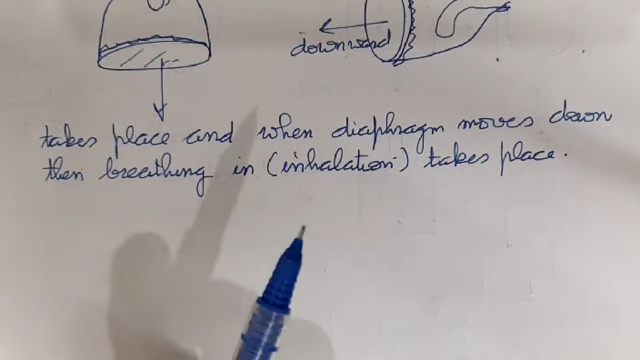 downward
takes place and when diaphragm moves down
then breathing in (inhalation) takes place.